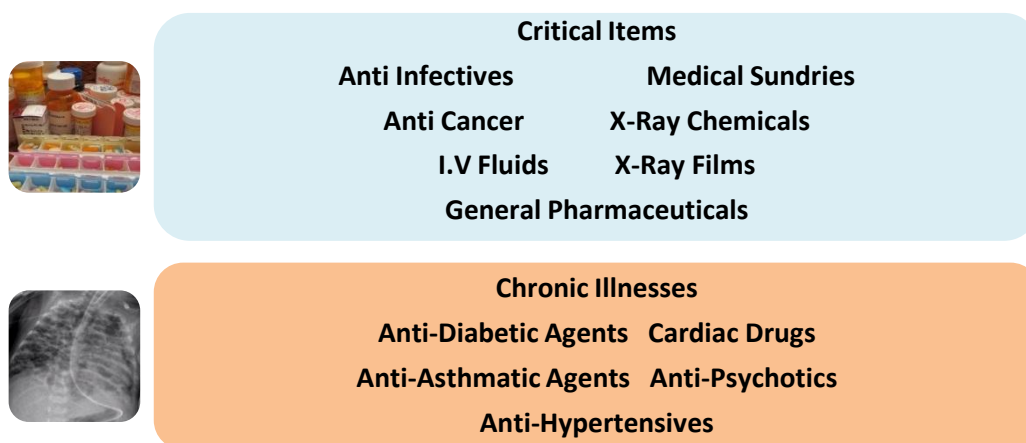 Critical Items
Anti Infectives Medical Sundries
Anti Cancer X-Ray Chemicals
I.V Fluids X-Ray Films
General Pharmaceuticals
Chronic Illnesses
Anti-Diabetic Agents Cardiac Drugs
Anti-Asthmatic Agents Anti-Psychotics
Anti-Hypertensives